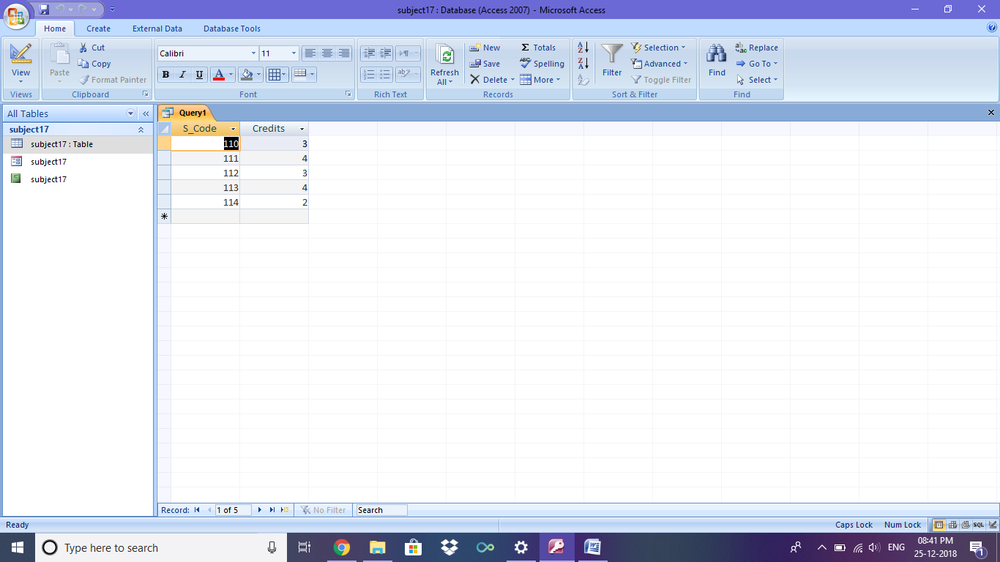 subject17 : Database (Access 2007) - Microsoft Access
Home Create External Data Database Tools
View
Views
Paste
Cut
Copy
Format Painter
Clipboard
Calibri 11
B I U A
Font
Rich Text
Refresh All
New
Save
Delete
Totals
Spelling
More
Records
Filter
Selection
Advanced
Toggle Filter
Sort & Filter
Find
Replace
Go To
Select
Find
All Tables
subject17
subject17 : Table
subject17
subject17
Query1
S_Code Credits
110 3
111 4
112 3
113 4
114 2
Record: 1 of 5 No Filter Search
Ready Caps Lock Num Lock SQL
Type here to search
ENG
08:41 PM
25-12-2018
1